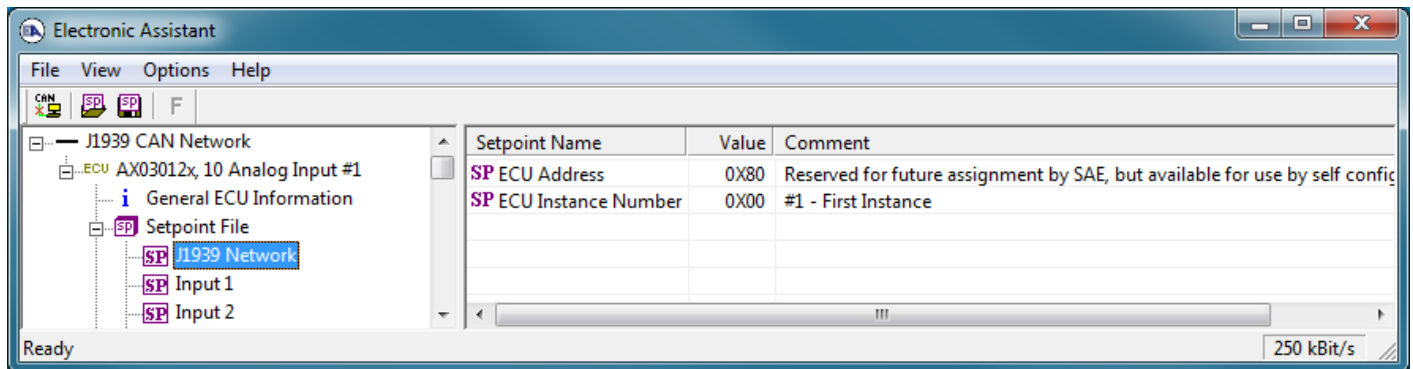 EA Electronic Assistant
File View Options Help
CAN SP SP F
J1939 CAN Network
ECU AX03012x, 10 Analog Input #1
i General ECU Information
SP Setpoint File
SP J1939 Network
SP Input 1
SP Input 2
Setpoint Name Value Comment
SP ECU Address 0X80 Reserved for future assignment by SAE, but available for use by self config
SP ECU Instance Number 0X00 #1 - First Instance
Ready 250 kBit/s